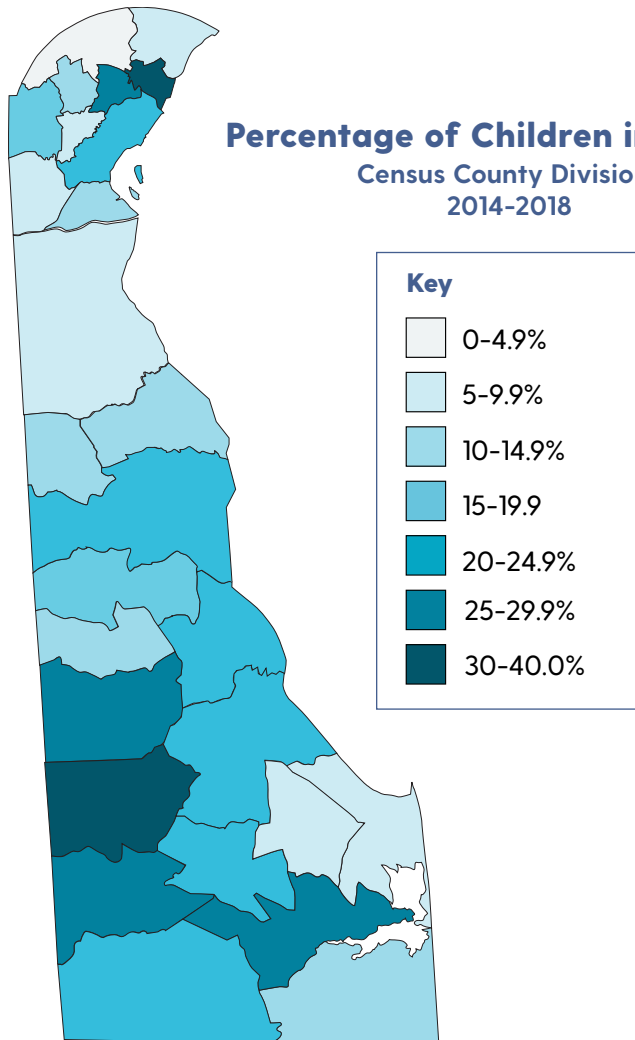 Percentage of Children i
Census County Divisio
2014-2018
Key
0-4.9%
5-9.9%
10-14.9%
15-19.9
20-24.9%
25-29.9%
30-40.0%